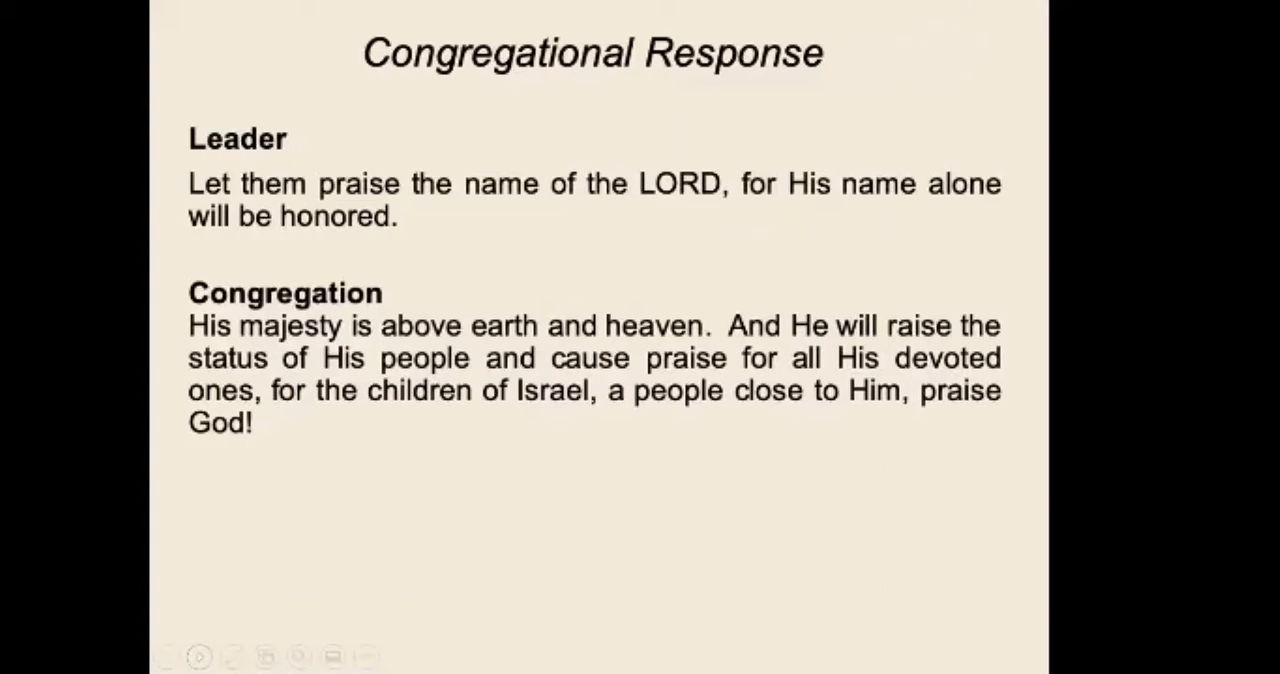 Congregational Response
Leader
Let them praise the name of the LORD, for His name alone
will be honored.
Congregation
His majesty is above earth and heaven.  And He will raise the
status of His people and cause praise for all His devoted
ones, for the children of Israel, a people close to Him, praise
God!